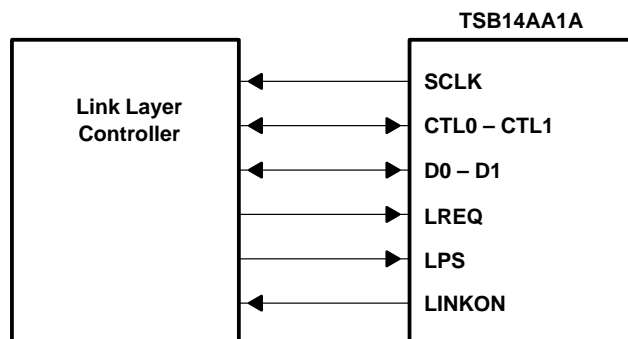 TSB14AA1A
Link Layer
Controller
SCLK
CTL0 – CTL1
D0 – D1
LREQ
LPS
LINKON